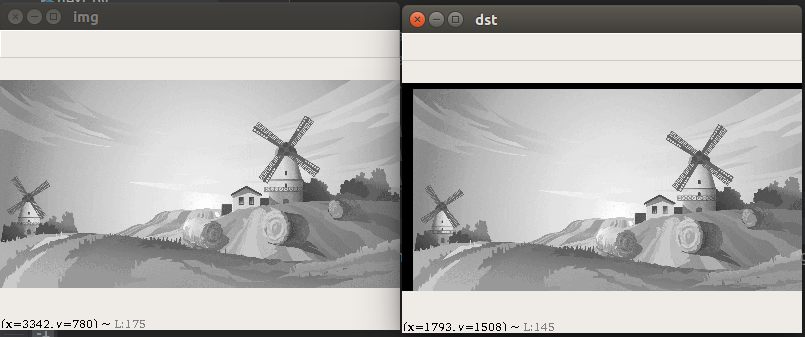 img
dst
(x=3342, y=780) ~ L:175
(x=1793, y=1508) ~ L:145